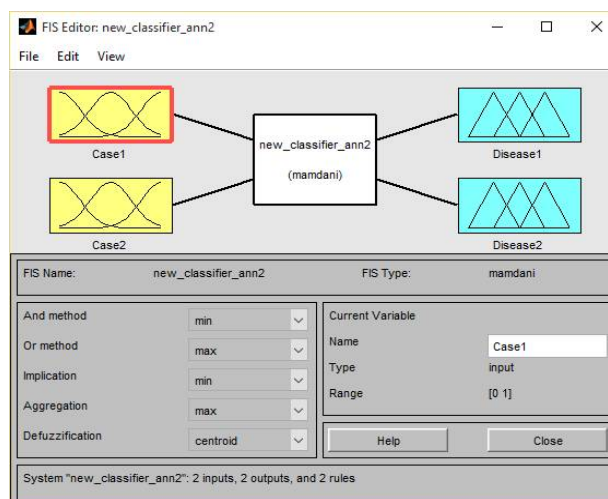 FIS Editor: new_classifier_ann2
File Edit View
Case1
Case2
new_classifier_ann2
(mamdani)
Disease1
Disease2
FIS Name: new_classifier_ann2 FIS Type: mamdani
And method min
Or method max
Implication min
Aggregation max
Defuzzification centroid
Current Variable
Name Case1
Type input
Range [0 1]
Help Close
System "new_classifier_ann2": 2 inputs, 2 outputs, and 2 rules